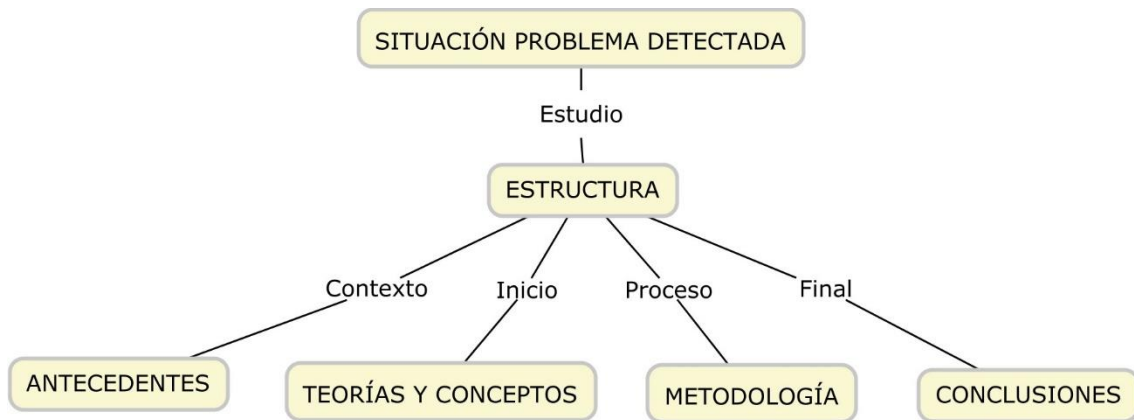 SITUACIÓN PROBLEMA DETECTADA
Estudio
ESTRUCTURA
Contexto
Inicio
Proceso
Final
ANTECEDENTES
TEORÍAS Y CONCEPTOS
METODOLOGÍA
CONCLUSIONES